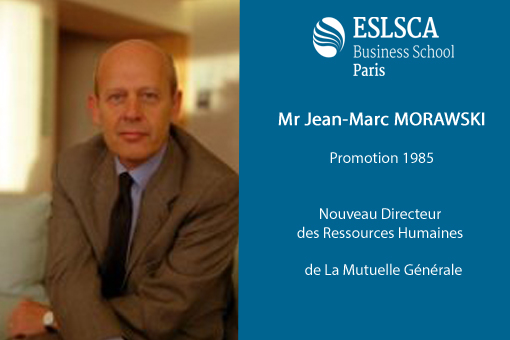 ESLSCA
Business School
Paris
Mr Jean-Marc MORAWSKI
Promotion 1985
Nouveau Directeur
des Ressources Humaines
de La Mutuelle Générale